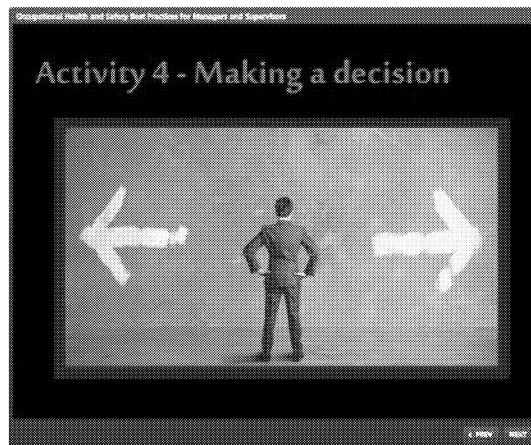 Occupational Health and Safety Best Practices for Managers and Supervisors
Activity 4 - Making a decision
< PREV NEXT